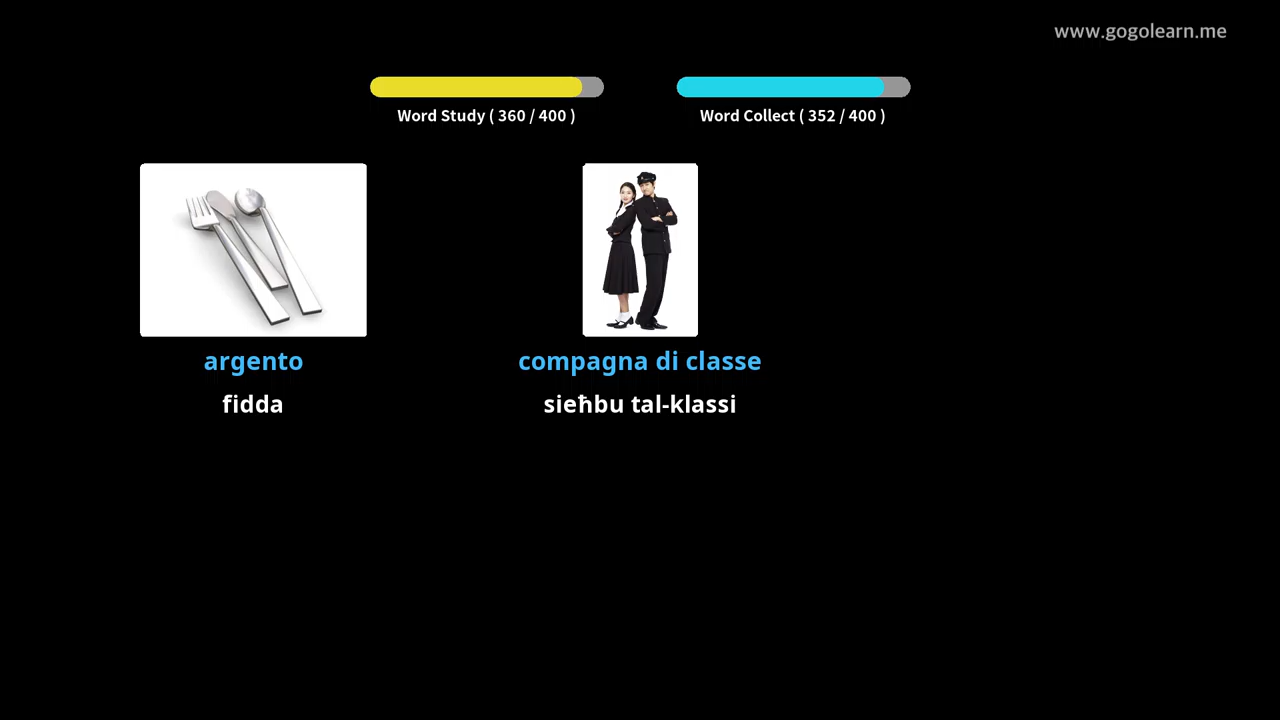 www.gogolearn.me
Word Study ( 360 / 400 )
Word Collect ( 352 / 400 )
argento
fidda
compagna di classe
sieħbu tal-klassi